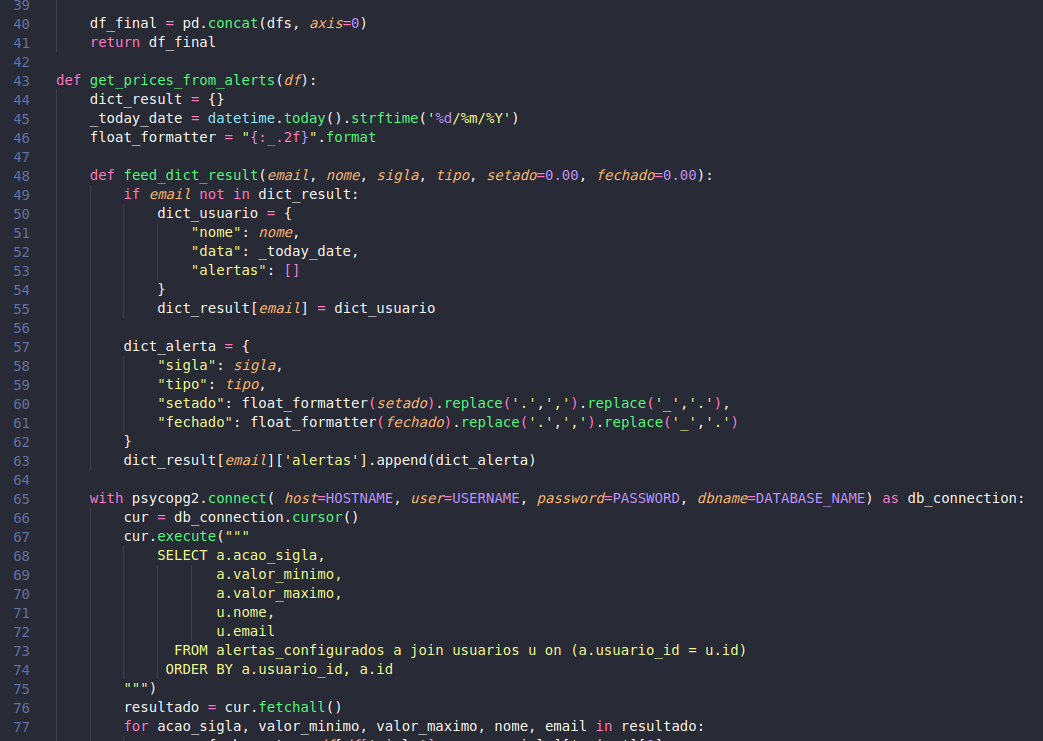 39
40 df_final = pd.concat(dfs, axis=0)
41 return df_final
42
43 def get_prices_from_alerts(df):
44 dict_result = {}
45 _today_date = datetime.today().strftime('%d/%m/%Y')
46 float_formatter = "{:_.2f}".format
47
48 def feed_dict_result(email, nome, sigla, tipo, setado=0.00, fechado=0.00):
49 if email not in dict_result:
50 dict_usuario = {
51 "nome": nome,
52 "data": _today_date,
53 "alertas": []
54 }
55 dict_result[email] = dict_usuario
56
57 dict_alerta = {
58 "sigla": sigla,
59 "tipo": tipo,
60 "setado": float_formatter(setado).replace('.',',').replace('_','.'),
61 "fechado": float_formatter(fechado).replace('.',',').replace('_','.')
62 }
63 dict_result[email]['alertas'].append(dict_alerta)
64
65 with psycopg2.connect( host=HOSTNAME, user=USERNAME, password=PASSWORD, dbname=DATABASE_NAME) as db_connection:
66 cur = db_connection.cursor()
67 cur.execute("""
68 SELECT a.acao_sigla,
69 a.valor_minimo,
70 a.valor_maximo,
71 u.nome,
72 u.email
73 FROM alertas_configurados a join usuarios u on (a.usuario_id = u.id)
74 ORDER BY a.usuario_id, a.id
75 """)
76 resultado = cur.fetchall()
77 for acao_sigla, valor_minimo, valor_maximo, nome, email in resultado: